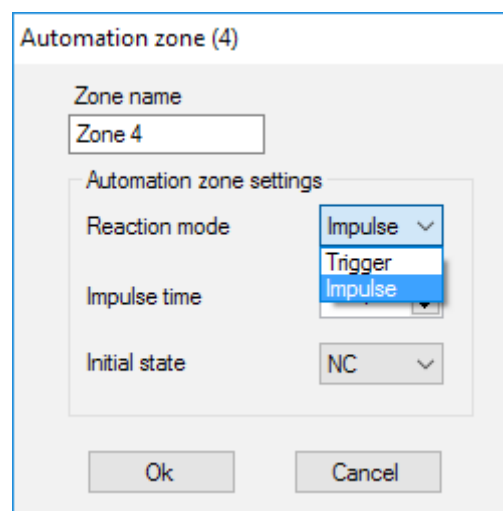 Automation zone (4)
Zone name
Zone 4
Automation zone settings
Reaction mode Impulse
Trigger
Impulse
Impulse time
Initial state NC
Ok Cancel